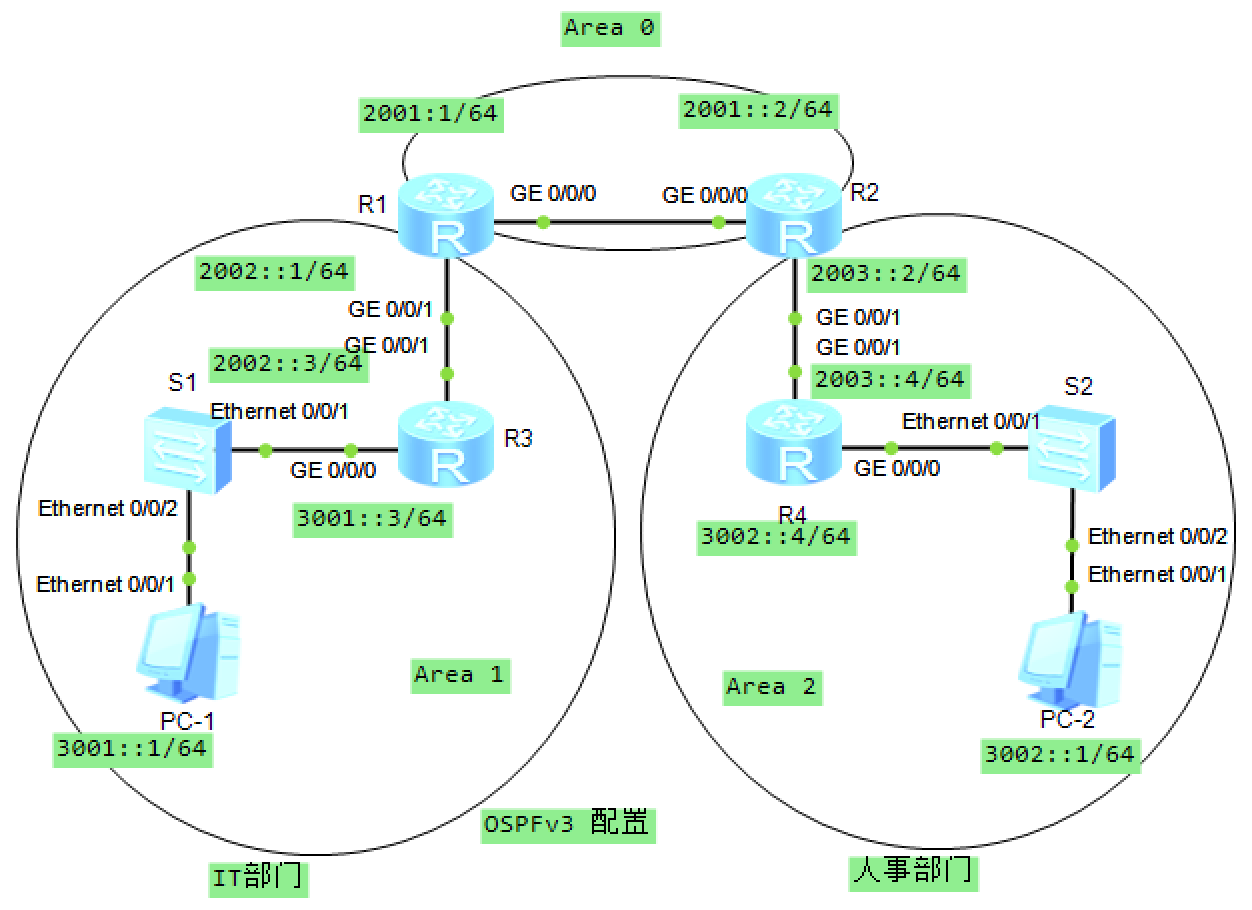 Area 0
2001:1/64
2001::2/64
R1
GE 0/0/0
GE 0/0/0
R2
2002::1/64
2003::2/64
GE 0/0/1
GE 0/0/1
GE 0/0/1
GE 0/0/1
2002::3/64
2003::4/64
S1
S2
Ethernet 0/0/1
Ethernet 0/0/1
R3
GE 0/0/0
GE 0/0/0
Ethernet 0/0/2
3001::3/64
R4
3002::4/64
Ethernet 0/0/2
Ethernet 0/0/1
Ethernet 0/0/1
Area 1
Area 2
PC-1
PC-2
3001::1/64
3002::1/64
OSPFv3 配置
IT部门
人事部门